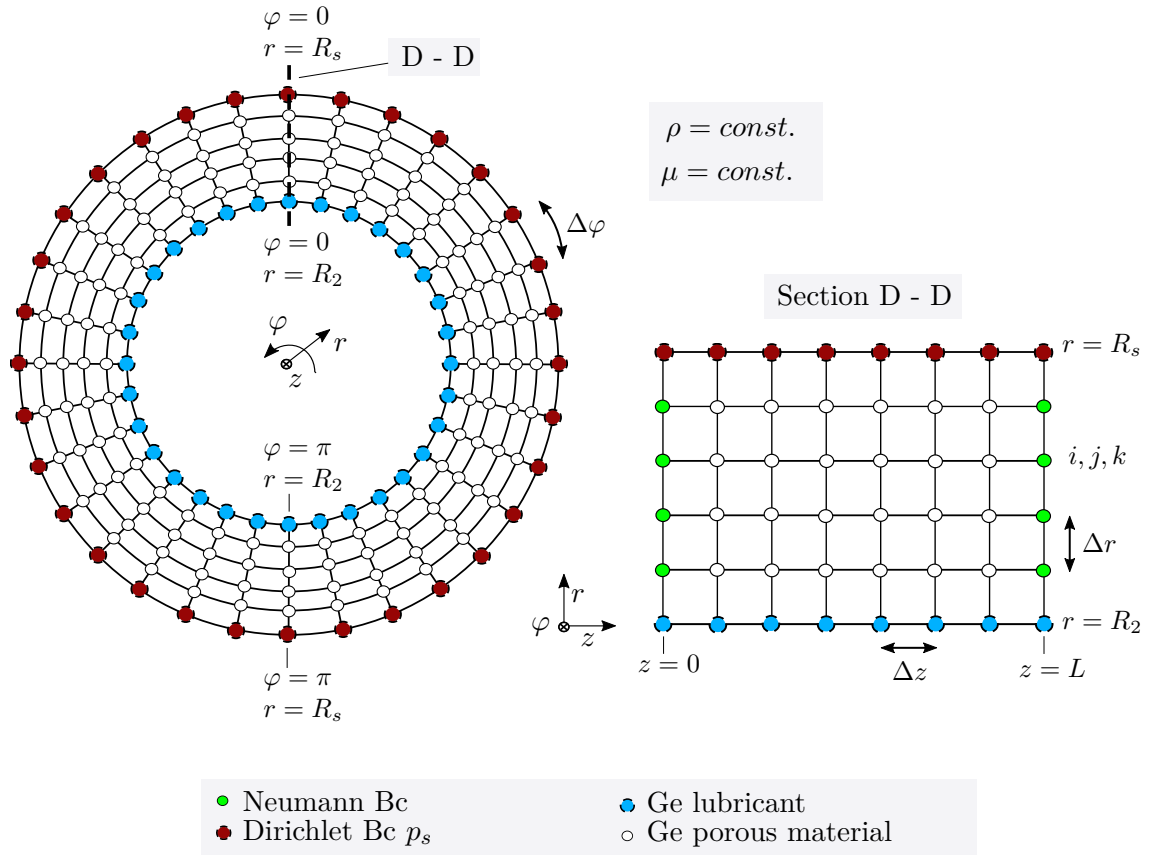 φ = 0
r = R_s
D - D
ρ = const.
μ = const.
Δφ
φ = 0
r = R_2
Section D - D
φ
r
z
r = R_s
φ = π
r = R_2
i, j, k
Δr
r
φ
z
r = R_2
z = 0
Δz
z = L
φ = π
r = R_s
Neumann Bc
Ge lubricant
Dirichlet Bc p_s
Ge porous material